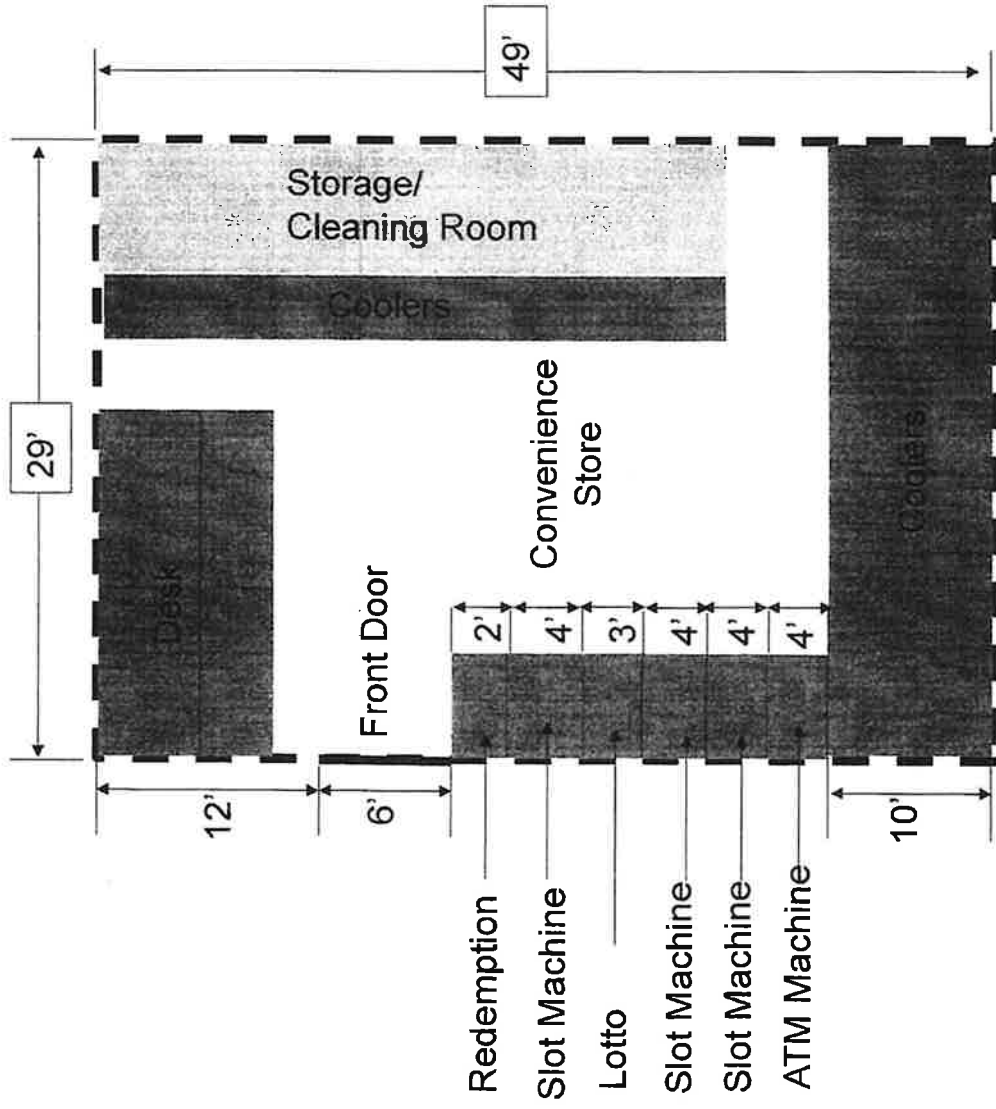 29'
49'
Storage/
Cleaning Room
Coolers
Desk
12'
Front Door
6'
Convenience
Store
Redemption
2'
Slot Machine
4'
Lotto
3'
Slot Machine
4'
Slot Machine
4'
ATM Machine
4'
Coolers
10'